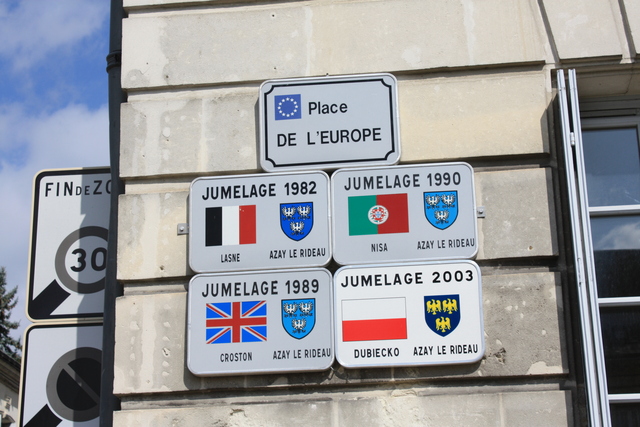 Place
DE L'EUROPE
JUMELAGE 1982
LASNE AZAY LE RIDEAU
JUMELAGE 1990
NISA AZAY LE RIDEAU
JUMELAGE 1989
CROSTON AZAY LE RIDEAU
JUMELAGE 2003
DUBIECKO AZAY LE RIDEAU
FIN DE ZO
30